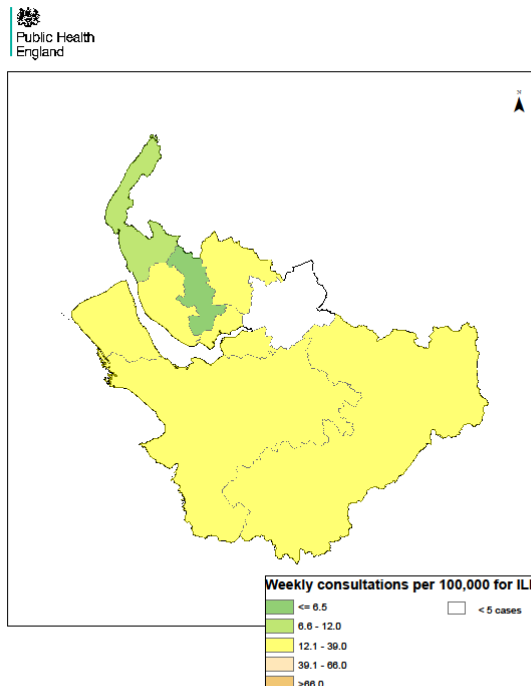 Public Health
England
Weekly consultations per 100,000 for ILI
<= 6.5
< 5 cases
6.6 - 12.0
12.1 - 39.0
39.1 - 66.0
>66.0